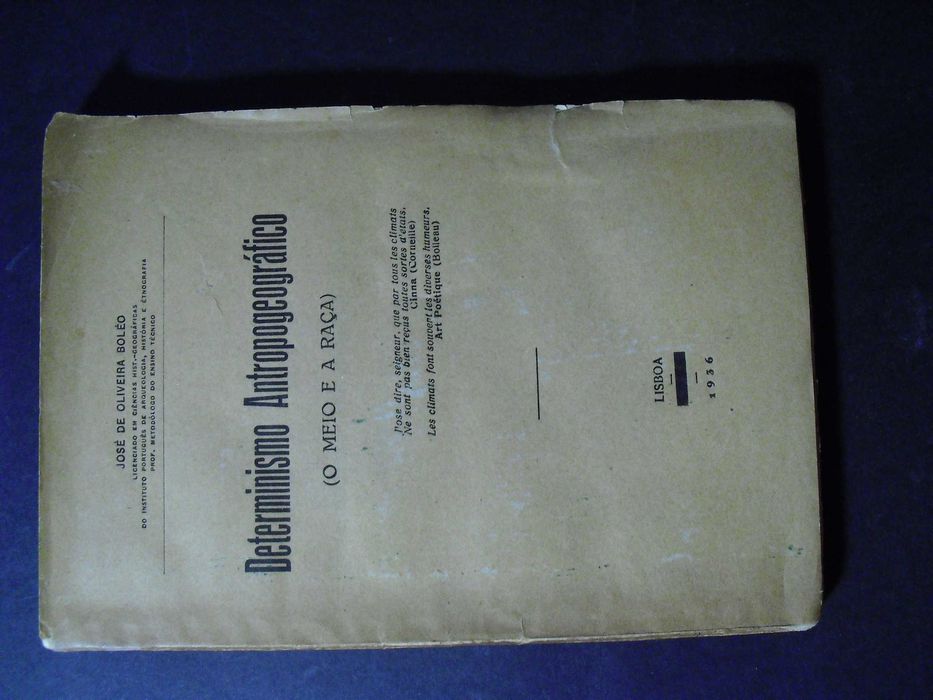 JOSÉ DE OLIVEIRA BOLÉO
LICENCIADO EM CIÊNCIAS HIST.-GEOGRÁFICAS
DO INSTITUTO PORTUGUÊS DE ARQUEOLOGIA, HISTÓRIA E ETNOGRAFIA
PROF. METODÓLOGO DO ENSINO TÉCNICO
Determinismo Antropogeográfico
(O MEIO E A RAÇA)
J'ose dire, seigneur, que par tous les climats
Ne sont pas bien reçus toutes sortes d'états.
Cinna (Corneille)
Les climats font souvert les diverses humeurs.
Art Poétique (Boileau)
LISBOA
1936